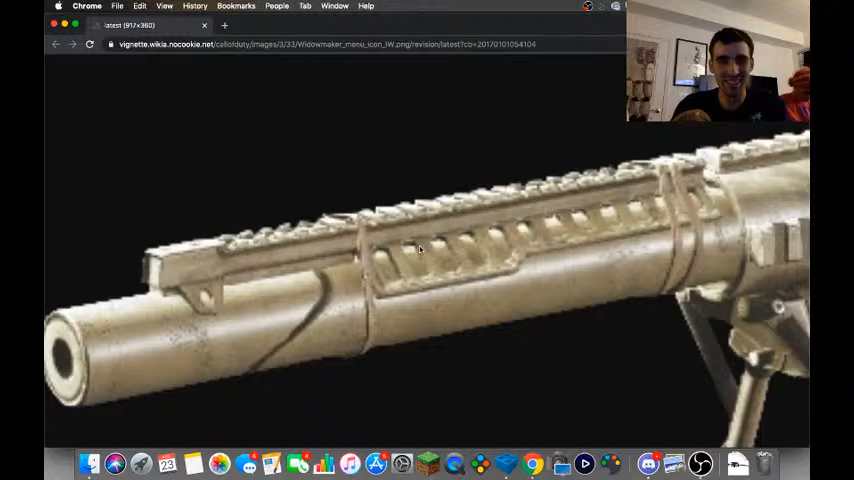 Chrome File Edit View History Bookmarks People Tab Window Help
latest (917×360)
vignette.wikia.nocookie.net/callofduty/images/3/33/Widowmaker_menu_icon_IW.png/revision/latest?cb=20170101054104
23